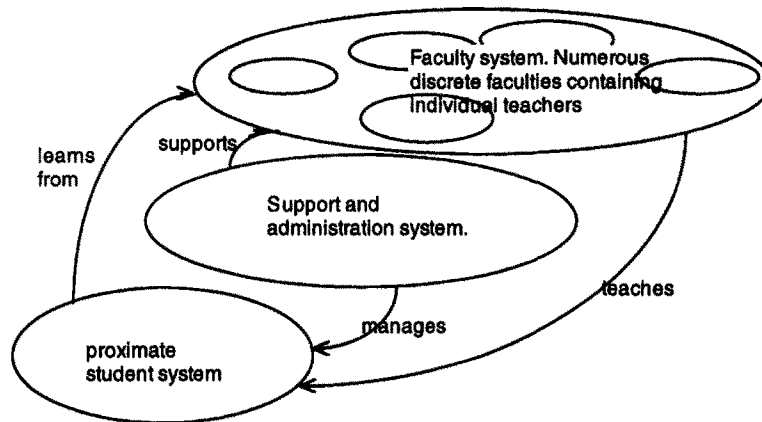 Faculty system. Numerous
discrete faculties containing
individual teachers
supports
learns
from
Support and
administration system.
teaches
manages
proximate
student system